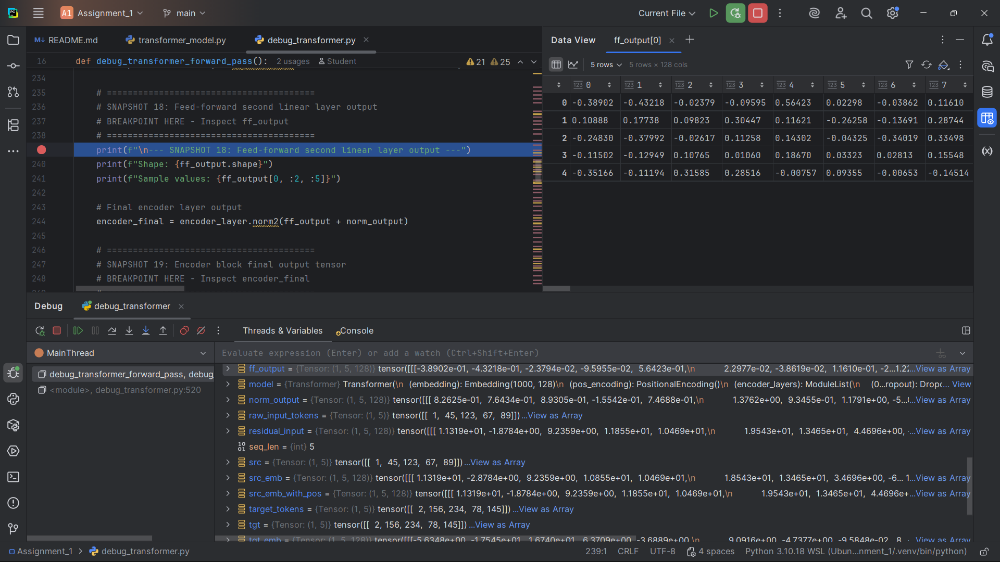 PC
A1 Assignment_1
main
Current File
M↓ README.md
transformer_model.py
debug_transformer.py
16 def debug_transformer_forward_pass(): 2 usages Student
21 25
234
235 # ========================================
236 # SNAPSHOT 18: Feed-forward second linear layer output
237 # BREAKPOINT HERE - Inspect ff_output
238 # ========================================
print(f"\n--- SNAPSHOT 18: Feed-forward second linear layer output ---")
240 print(f"Shape: {ff_output.shape}")
241 print(f"Sample values: {ff_output[0, :2, :5]}")
242
243 # Final encoder layer output
244 encoder_final = encoder_layer.norm2(ff_output + norm_output)
245
246 # ========================================
247 # SNAPSHOT 19: Encoder block final output tensor
248 # BREAKPOINT HERE - Inspect encoder_final
Data View
ff_output[0]
5 rows 5 rows × 128 cols
123 0 123 1 123 2 123 3 123 4 123 5 123 6 123 7
0 -0.38902 -0.43218 -0.02379 -0.09595 0.56423 0.02298 -0.03862 0.11610
1 0.10888 0.17738 0.09823 0.30447 0.11621 -0.26258 -0.13691 0.28744
2 -0.24830 -0.37992 -0.02617 0.11258 0.14302 -0.04325 -0.34019 0.33498
3 -0.11502 -0.12949 0.10765 0.01060 0.18670 0.03323 0.02813 0.15548
4 -0.35166 -0.11194 0.31585 0.28516 -0.00757 0.09355 -0.00653 -0.14514
Debug
debug_transformer
Threads & Variables
Console
MainThread
debug_transformer_forward_pass, debug_
<module>, debug_transformer.py:520
Evaluate expression (Enter) or add a watch (Ctrl+Shift+Enter)
ff_output = {Tensor: (1, 5, 128)} tensor([[[-3.8902e-01, -4.3218e-01, -2.3794e-02, -9.5955e-02, 5.6423e-01,\n 2.2977e-02, -3.8619e-02, 1.1610e-01, -2...1.22...View as Array
model = {Transformer} Transformer(\n (embedding): Embedding(1000, 128)\n (pos_encoding): PositionalEncoding()\n (encoder_layers): ModuleList(\n (0...ropout): Dropo... View
norm_output = {Tensor: (1, 5, 128)} tensor([[[ 8.2625e-01, 7.6434e-01, 8.9305e-01, -1.5542e-01, 7.4688e-01,\n 1.3762e+00, 9.3455e-01, 1.1791e+00, -5...View as Array
raw_input_tokens = {Tensor: (1, 5)} tensor([[ 1, 45, 123, 67, 89]])...View as Array
residual_input = {Tensor: (1, 5, 128)} tensor([[[ 1.1319e+01, -1.8784e+00, 9.2359e+00, 1.1855e+01, 1.0469e+01,\n 1.9543e+01, 1.3465e+01, 4.4696e+00, ...View as Array
seq_len = {int} 5
src = {Tensor: (1, 5)} tensor([[ 1, 45, 123, 67, 89]])...View as Array
src_emb = {Tensor: (1, 5, 128)} tensor([[[ 1.1319e+01, -2.8784e+00, 9.2359e+00, 1.0855e+01, 1.0469e+01,\n 1.8543e+01, 1.3465e+01, 3.4696e+00, -6... 1...View as Array
src_emb_with_pos = {Tensor: (1, 5, 128)} tensor([[[ 1.1319e+01, -1.8784e+00, 9.2359e+00, 1.1855e+01, 1.0469e+01,\n 1.9543e+01, 1.3465e+01, 4.4696e+...View as Array
target_tokens = {Tensor: (1, 5)} tensor([[ 2, 156, 234, 78, 145]])...View as Array
tgt = {Tensor: (1, 5)} tensor([[ 2, 156, 234, 78, 145]])...View as Array
tgt_emb = {Tensor: (1, 5, 128)} tensor([[[-5.6348e+00, -1.7545e+01, 1.6740e+01, 6.3709e+00, -3.6889e+00,\n 9.0916e+00, -4.7377e+00, -9.5848e-02, 8...View as Array
Assignment_1 > debug_transformer.py
239:1 CRLF UTF-8 4 spaces Python 3.10.18 WSL (Ubun...nment_1/.venv/bin/python)